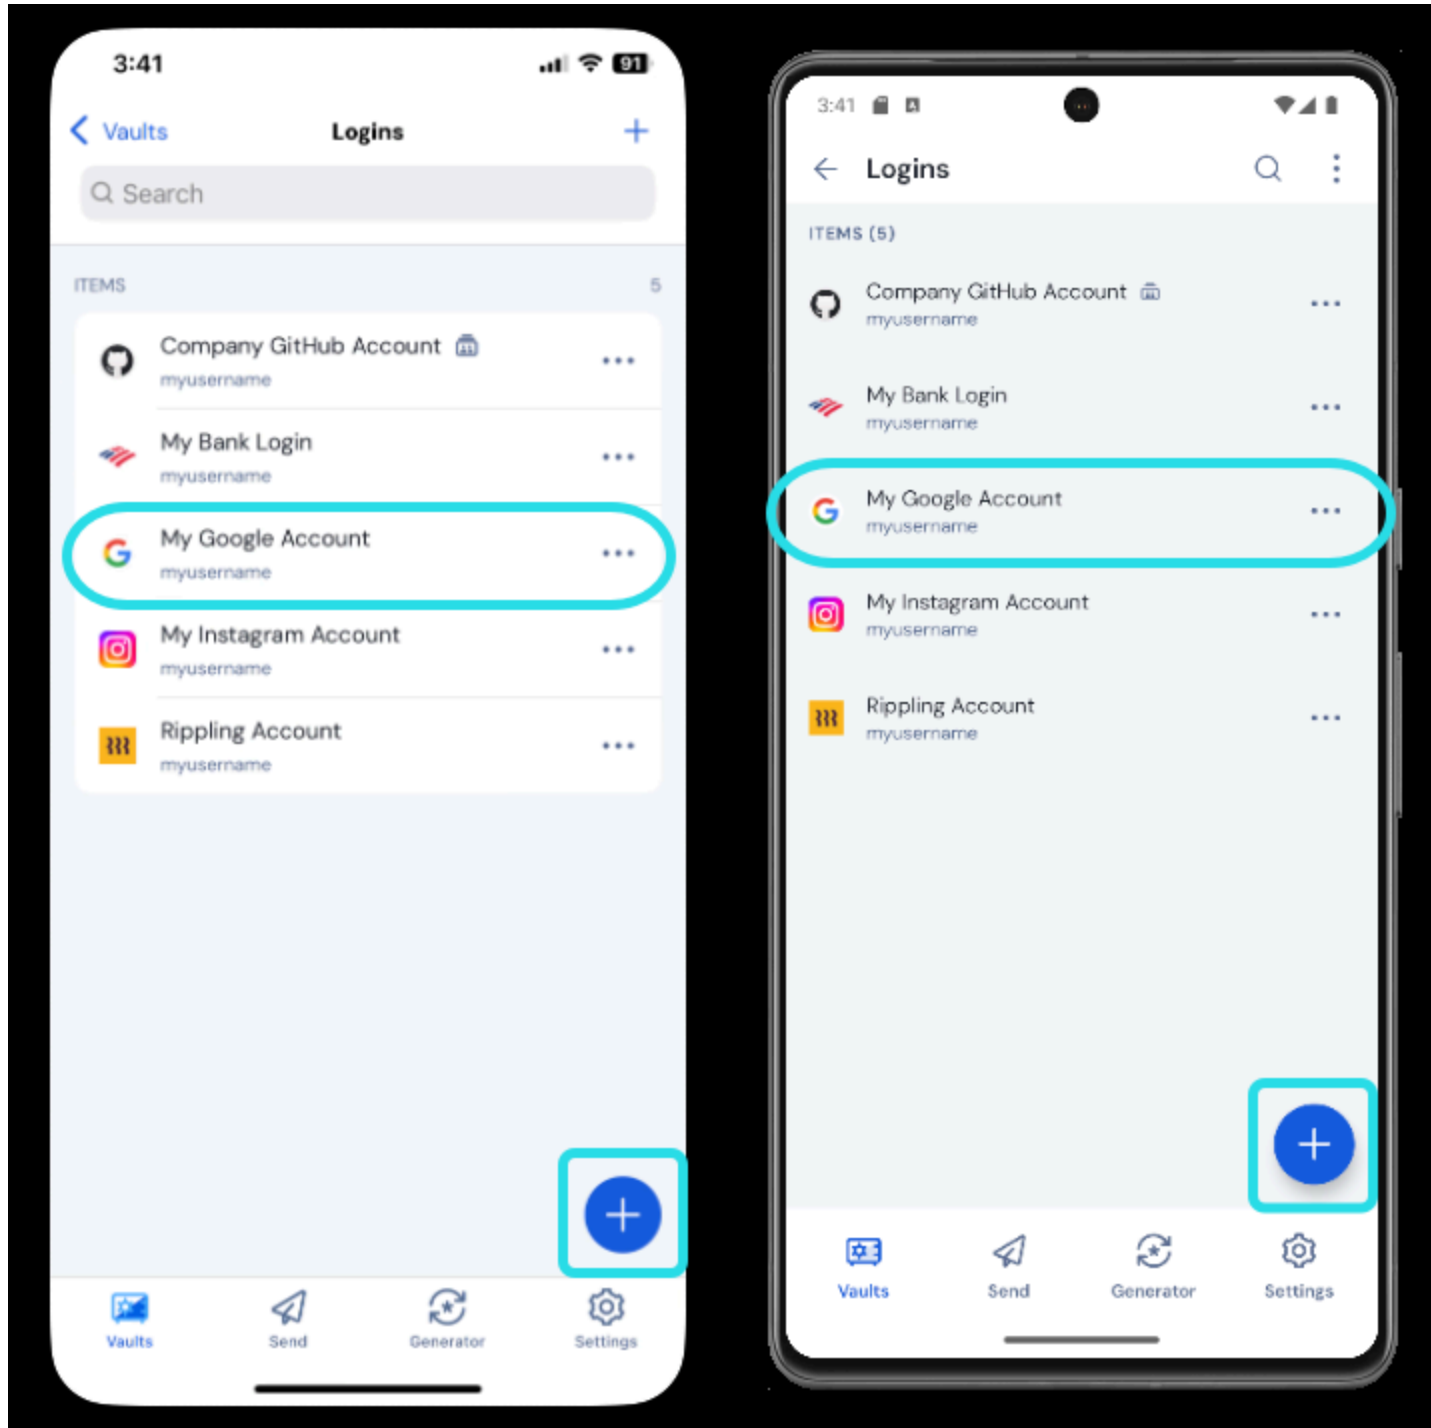 3:41
91
Vaults
Logins
Search
ITEMS
5
Company GitHub Account
myusername
My Bank Login
myusername
My Google Account
myusername
My Instagram Account
myusername
Rippling Account
myusername
Vaults
Send
Generator
Settings
3:41
Logins
ITEMS (5)
Company GitHub Account
myusername
My Bank Login
myusername
My Google Account
myusername
My Instagram Account
myusername
Rippling Account
myusername
Vaults
Send
Generator
Settings